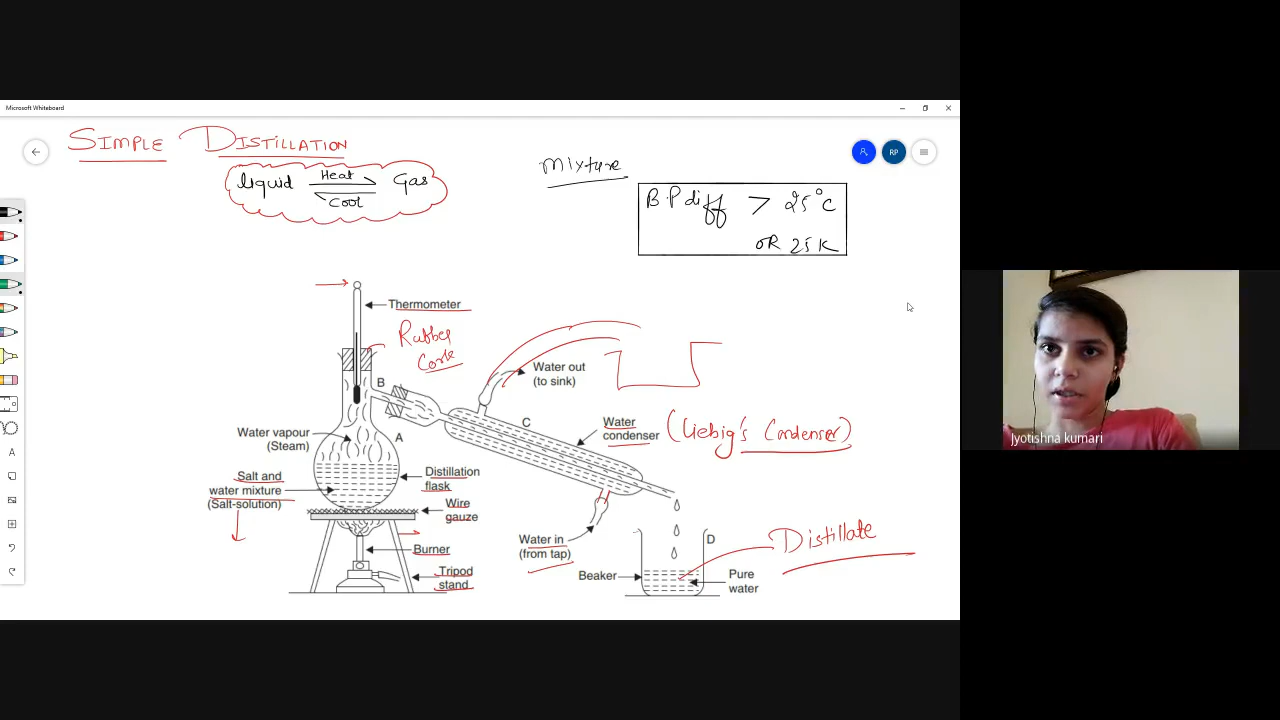 Microsoft Whiteboard
SIMPLE DISTILLATION
liquid Heat Gas
Cool
Mixture
B.P diff > 25°C
OR 25 K
RP
Thermometer
Rubber
Cork
B
Water out
(to sink)
C
Water
condenser
(Liebig's Condenser)
Water vapour
(Steam)
A
Salt and
water mixture
(Salt-solution)
Distillation
flask
Wire
gauze
Burner
Tripod
stand
Water in
(from tap)
D
Distillate
Beaker
Pure
water
Jyotishna kumari